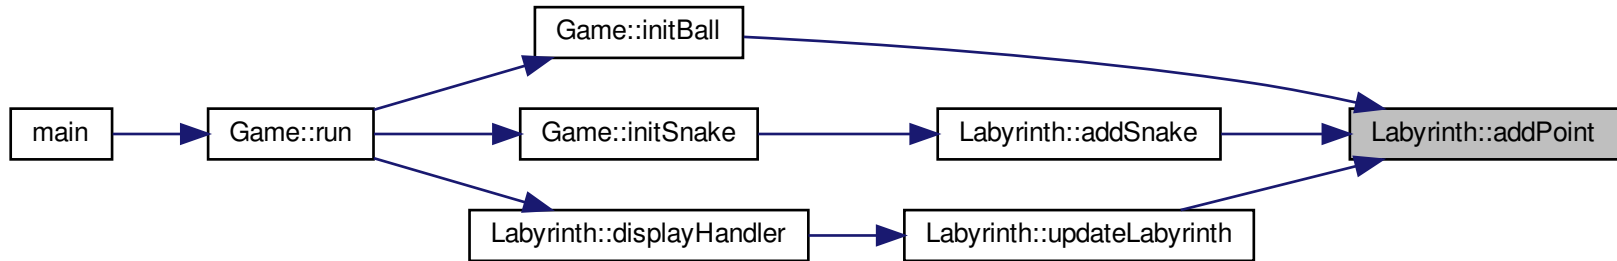 Game::initBall
main
Game::run
Game::initSnake
Labyrinth::addSnake
Labyrinth::addPoint
Labyrinth::displayHandler
Labyrinth::updateLabyrinth